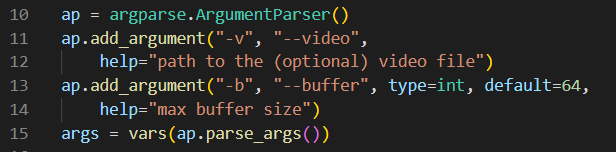 10 ap = argparse.ArgumentParser()
11 ap.add_argument("-v", "--video",
12     help="path to the (optional) video file")
13 ap.add_argument("-b", "--buffer", type=int, default=64,
14     help="max buffer size")
15 args = vars(ap.parse_args())